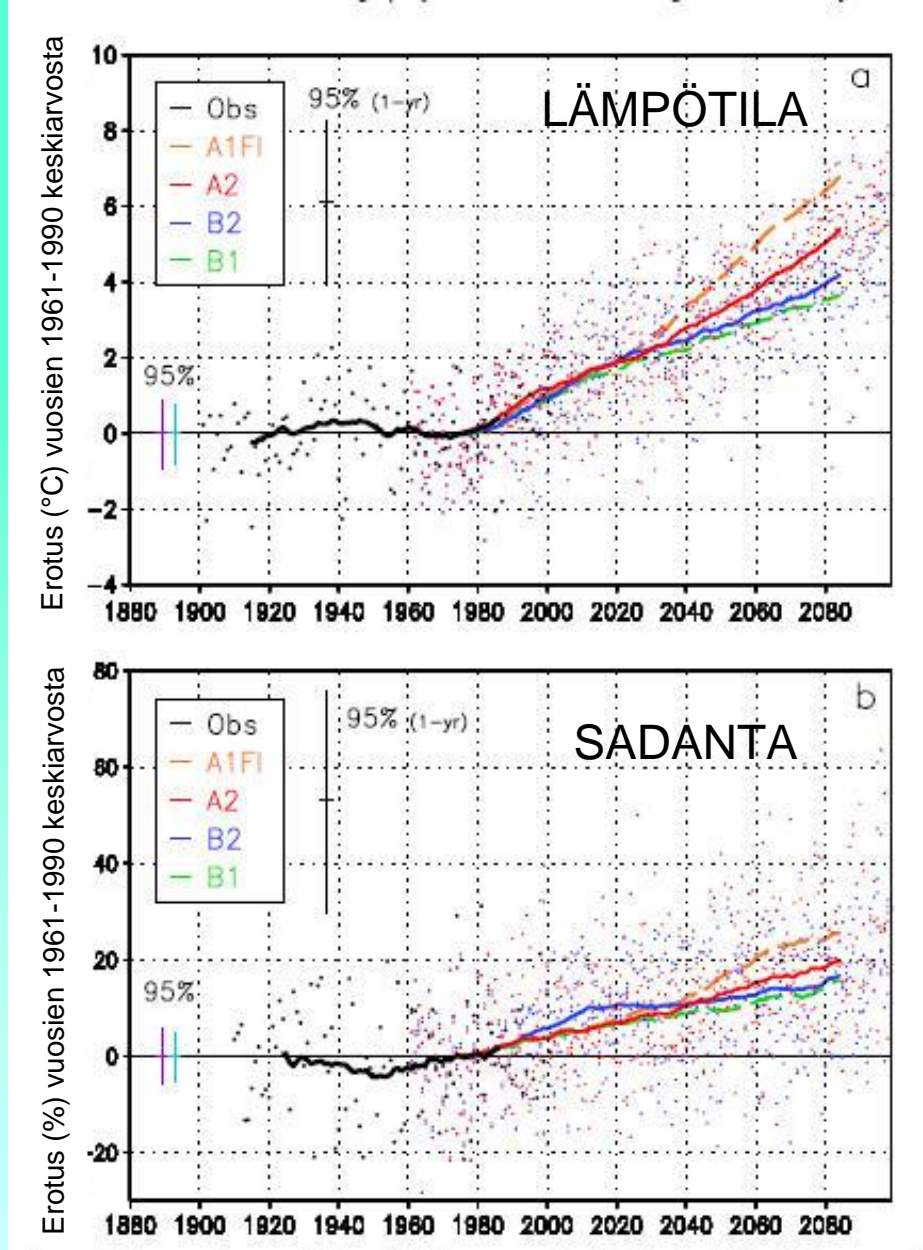 Erotus (°C) vuosien 1961-1990 keskiarvosta
10
8
6
4
2
0
-2
-4
a
LÄMPÖTILA
95% (1-yr)
Obs
A1FI
A2
B2
B1
95%
1880 1900 1920 1940 1960 1980 2000 2020 2040 2060 2080
Erotus (%) vuosien 1961-1990 keskiarvosta
80
60
40
20
0
-20
b
SADANTA
95% (1-yr)
Obs
A1FI
A2
B2
B1
95%
1880 1900 1920 1940 1960 1980 2000 2020 2040 2060 2080